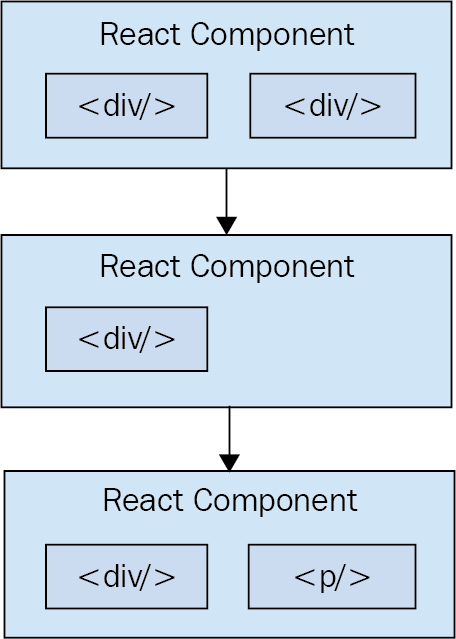 React Component
<div/> <div/>
React Component
<div/>
React Component
<div/> <p/>